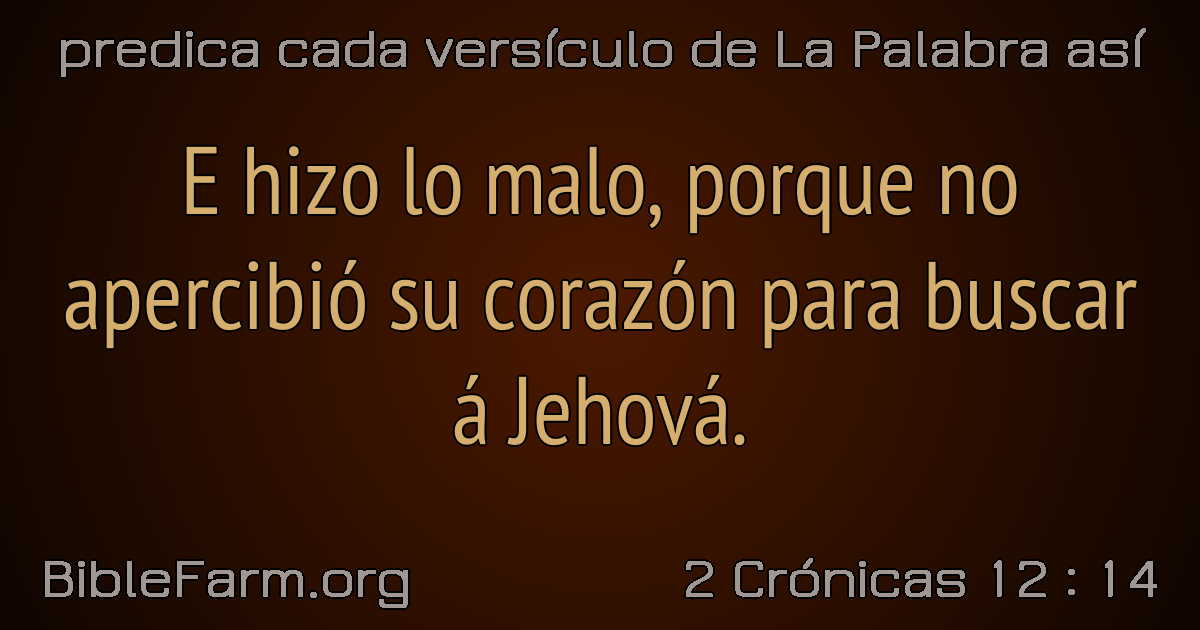 predica cada versículo de La Palabra así
E hizo lo malo, porque no
apercibió su corazón para buscar
á Jehová.
BibleFarm.org
2 Crónicas 12 : 14